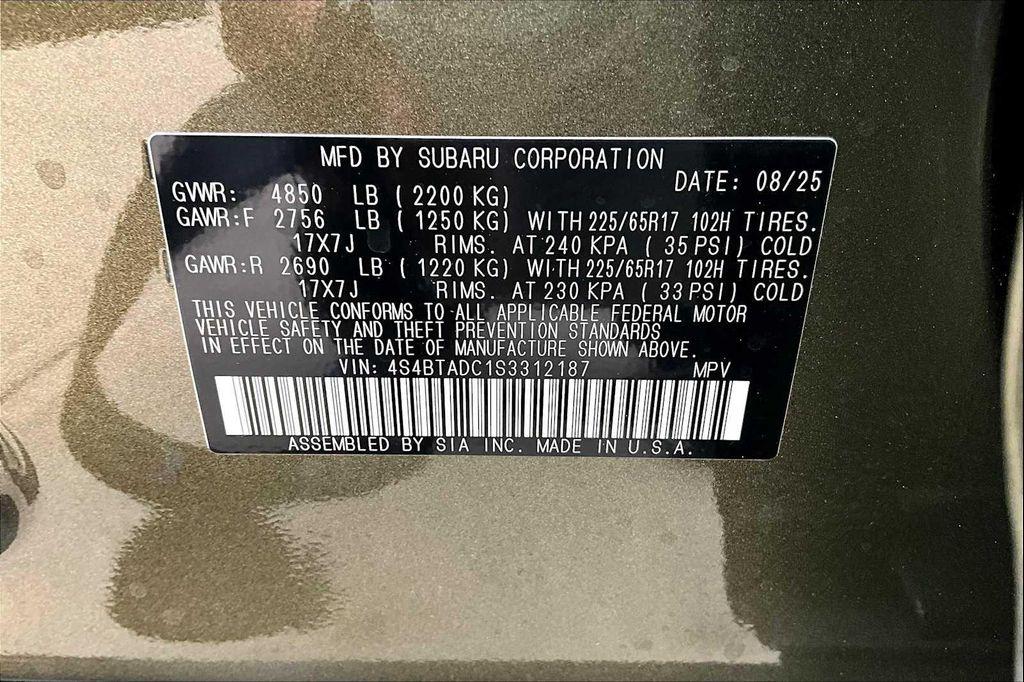 MFD BY SUBARU CORPORATION
DATE: 08/25
GVWR: 4850 LB (2200 KG)
GAWR:F 2756 LB (1250 KG) WITH 225/65R17 102H TIRES.
17X7J RIMS. AT 240 KPA (35 PSI) COLD
GAWR:R 2690 LB (1220 KG) WITH 225/65R17 102H TIRES.
17X7J RIMS. AT 230 KPA (33 PSI) COLD
THIS VEHICLE CONFORMS TO ALL APPLICABLE FEDERAL MOTOR
VEHICLE SAFETY AND THEFT PREVENTION STANDARDS
IN EFFECT ON THE DATE OF MANUFACTURE SHOWN ABOVE.
VIN: 4S4BTADC1S3312187 MPV
ASSEMBLED BY SIA INC. MADE IN U.S.A.